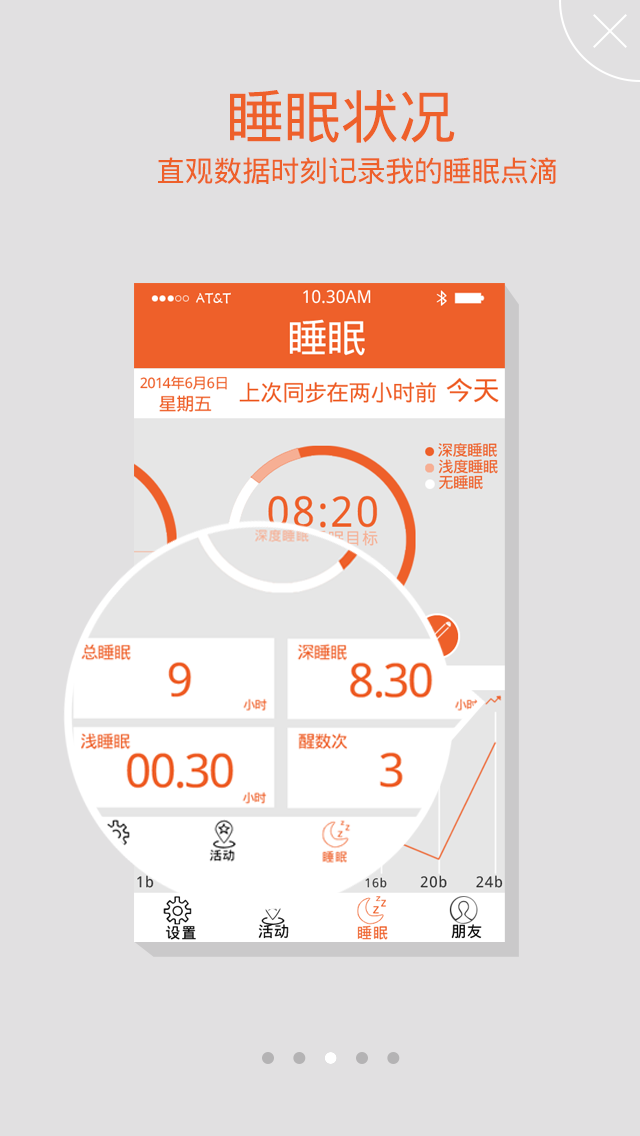 睡眠状况
直观数据时刻记录我的睡眠点滴
AT&T 10.30AM
睡眠
2014年6月6日
星期五
上次同步在两小时前
今天
深度睡眠
浅度睡眠
无睡眠
08:20
深度睡眠 眠目标
总睡眠
9
小时
深睡眠
8.30
小时
浅睡眠
00.30
小时
醒数次
3
活动
睡眠
1b 16b 20b 24b
设置 活动 睡眠 朋友